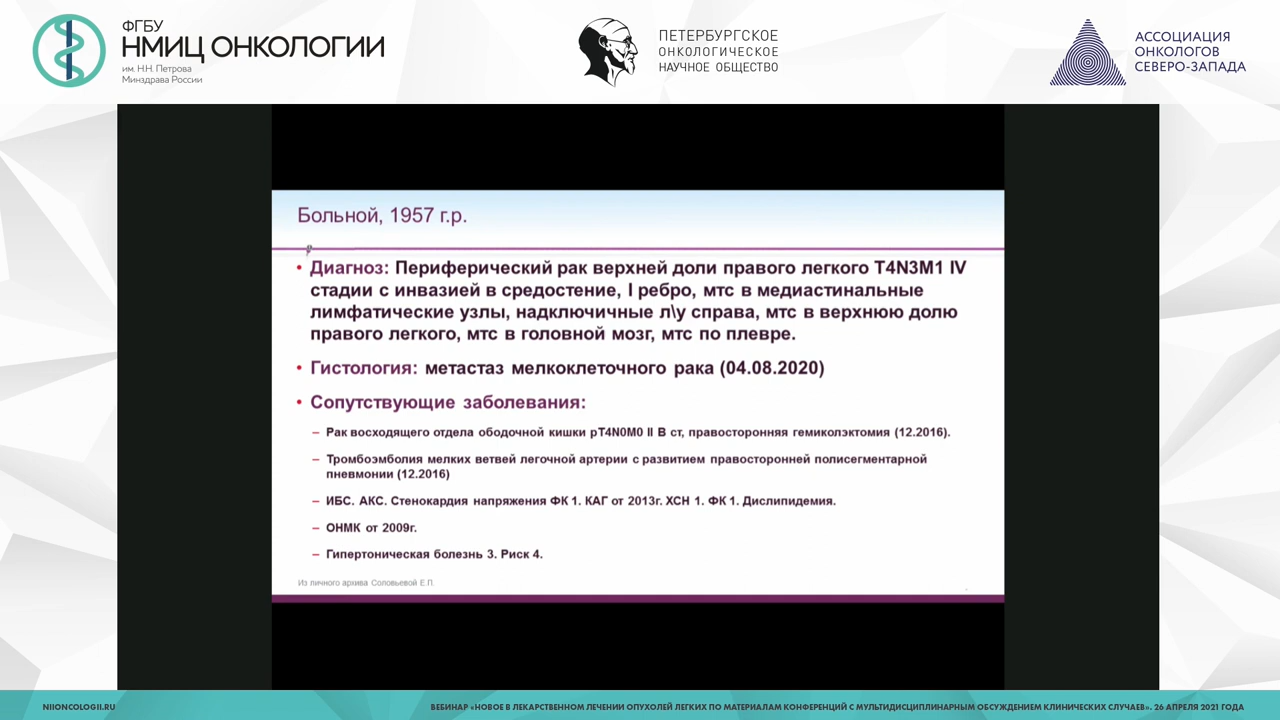 ФГБУ
НМИЦ ОНКОЛОГИИ
им. Н.Н. Петрова
Минздрава России
ПЕТЕРБУРГСКОЕ
ОНКОЛОГИЧЕСКОЕ
НАУЧНОЕ ОБЩЕСТВО
АССОЦИАЦИЯ
ОНКОЛОГОВ
СЕВЕРО-ЗАПАДА
Больной, 1957 г.р.
• Диагноз: Периферический рак верхней доли правого легкого T4N3M1 IV
стадии с инвазией в средостение, I ребро, мтс в медиастинальные
лимфатические узлы, надключичные л\у справа, мтс в верхнюю долю
правого легкого, мтс в головной мозг, мтс по плевре.
• Гистология: метастаз мелкоклеточного рака (04.08.2020)
• Сопутствующие заболевания:
– Рак восходящего отдела ободочной кишки pT4N0M0 II B ст, правосторонняя гемиколэктомия (12.2016).
– Тромбоэмболия мелких ветвей легочной артерии с развитием правосторонней полисегментарной
пневмонии (12.2016)
– ИБС. АКС. Стенокардия напряжения ФК 1. КАГ от 2013г. ХСН 1. ФК 1. Дислипидемия.
– ОНМК от 2009г.
– Гипертоническая болезнь 3. Риск 4.
Из личного архива Соловьевой Е.П.
NIIONCOLOGII.RU
ВЕБИНАР «НОВОЕ В ЛЕКАРСТВЕННОМ ЛЕЧЕНИИ ОПУХОЛЕЙ ЛЕГКИХ ПО МАТЕРИАЛАМ КОНФЕРЕНЦИЙ С МУЛЬТИДИСЦИПЛИНАРНЫМ ОБСУЖДЕНИЕМ КЛИНИЧЕСКИХ СЛУЧАЕВ». 26 АПРЕЛЯ 2021 ГОДА